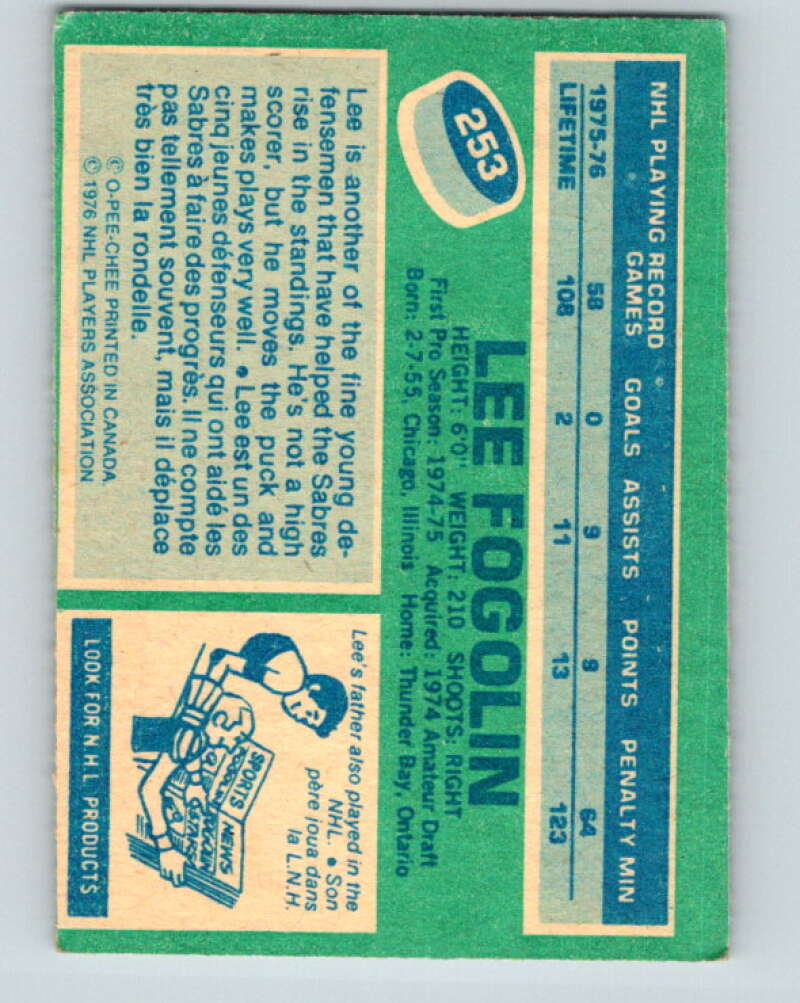 NHL PLAYING RECORD
GAMES GOALS ASSISTS POINTS PENALTY MIN
1975-76 58 0 9 9 64
LIFETIME 108 2 11 13 123
253
LEE FOGOLIN
HEIGHT: 6'0" WEIGHT: 210 SHOOTS: RIGHT
First Pro Season: 1974-75 Acquired: 1974 Amateur Draft
Born: 2-7-55, Chicago, Illinois Home: Thunder Bay, Ontario
Lee is another of the fine young de-
fensemen that have helped the Sabres
rise in the standings. He's not a high
scorer, but he moves the puck and
makes plays very well. • Lee est un des
cinq jeunes défenseurs qui ont aidé les
Sabres à faire des progrès. Il ne compte
pas tellement souvent, mais il déplace
très bien la rondelle.
© O-PEE-CHEE PRINTED IN CANADA
© 1976 NHL PLAYERS ASSOCIATION
Lee's father also played in the
NHL. • Son
père joua dans
la L.N.H.
SPORTS
FOGOLIN
NEWS
FOGOLIN
STARS
LOOK FOR N.H.L PRODUCTS